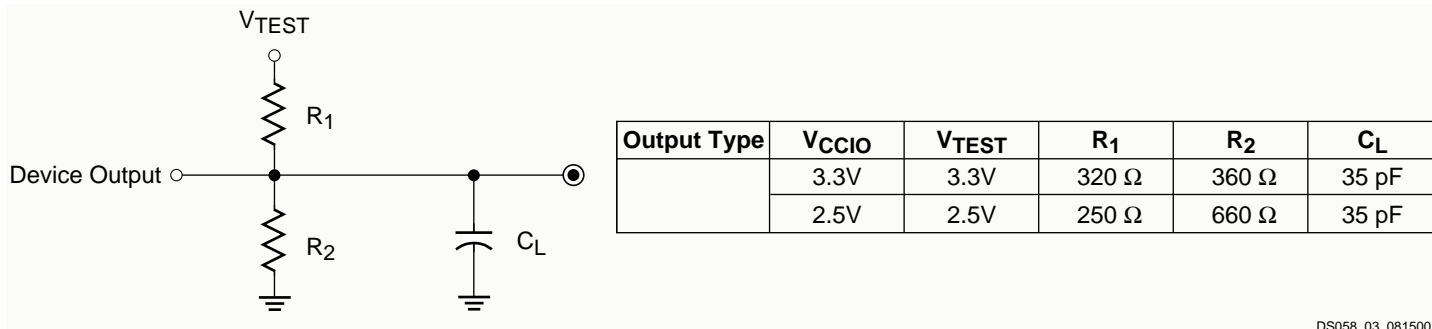 VTEST
R1
Device Output
R2
CL
Output Type VCCIO VTEST R1 R2 CL
3.3V 3.3V 320 Ω 360 Ω 35 pF
2.5V 2.5V 250 Ω 660 Ω 35 pF
DS058_03_081500